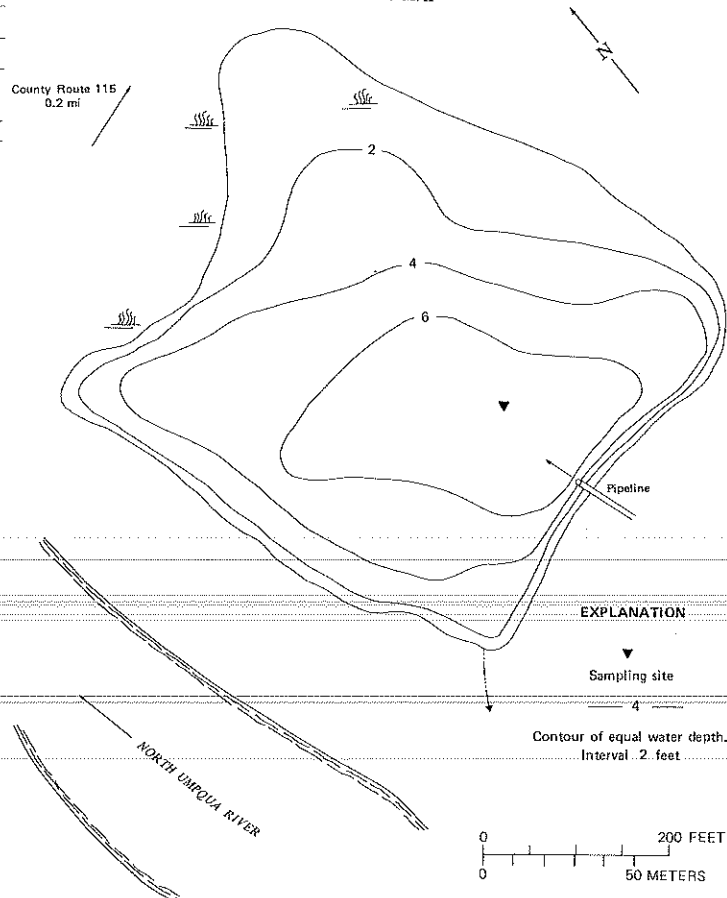 N
County Route 115
0.2 mi
2
4
6
Pipeline
EXPLANATION
Sampling site
4
Contour of equal water depth.
Interval 2 feet
NORTH UMPQUA RIVER
0 200 FEET
0 50 METERS